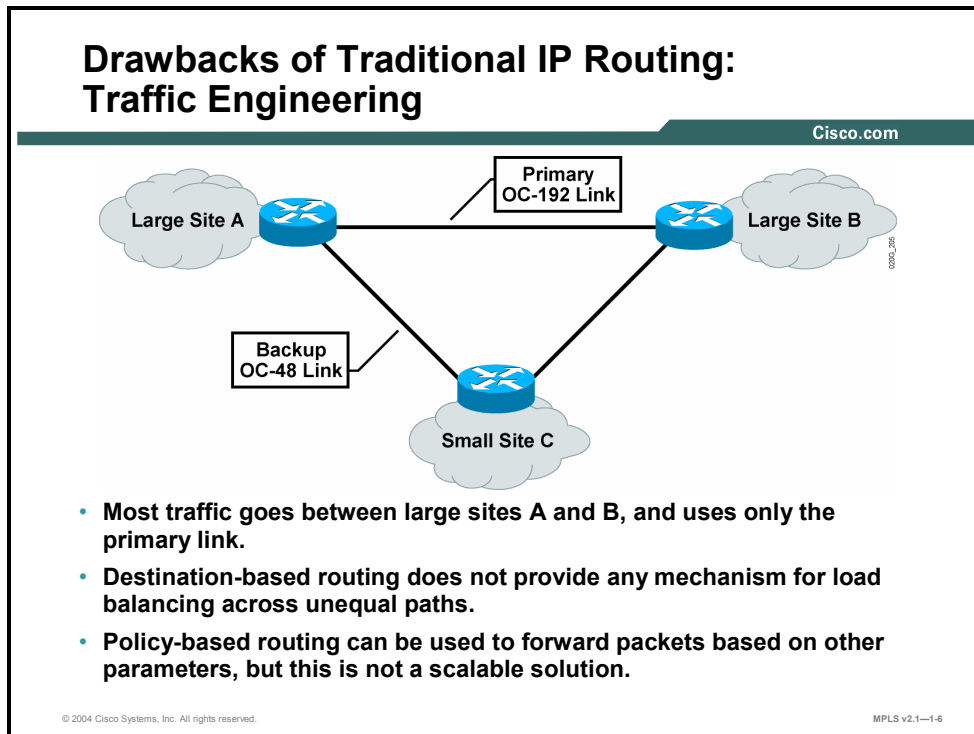 Drawbacks of Traditional IP Routing:
Traffic Engineering
Cisco.com
Primary
OC-192 Link
Large Site A
Large Site B
026G_205
Backup
OC-48 Link
Small Site C
• Most traffic goes between large sites A and B, and uses only the
primary link.
• Destination-based routing does not provide any mechanism for load
balancing across unequal paths.
• Policy-based routing can be used to forward packets based on other
parameters, but this is not a scalable solution.
© 2004 Cisco Systems, Inc. All rights reserved.
MPLS v2.1—1-6